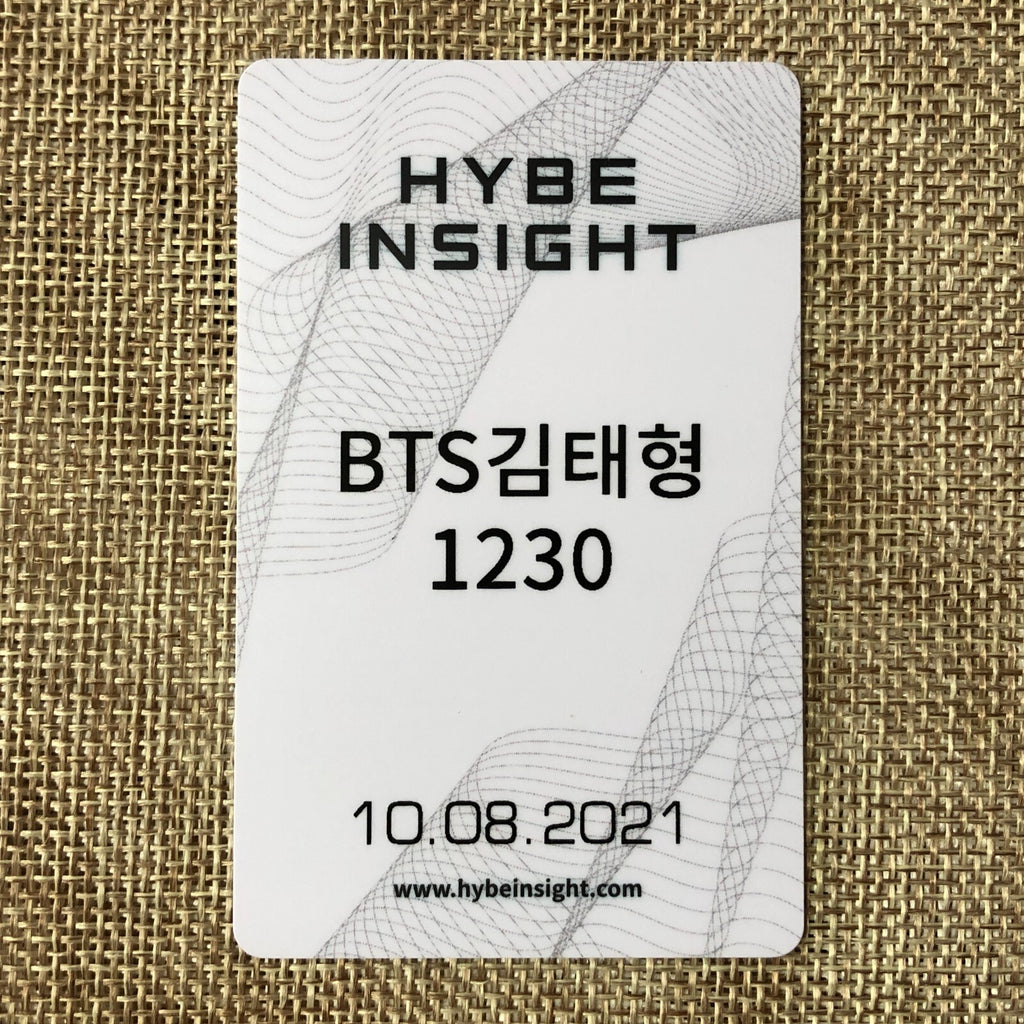 HYBE
INSIGHT
BTS김태형
1230
10.08.2021
www.hybeinsight.com